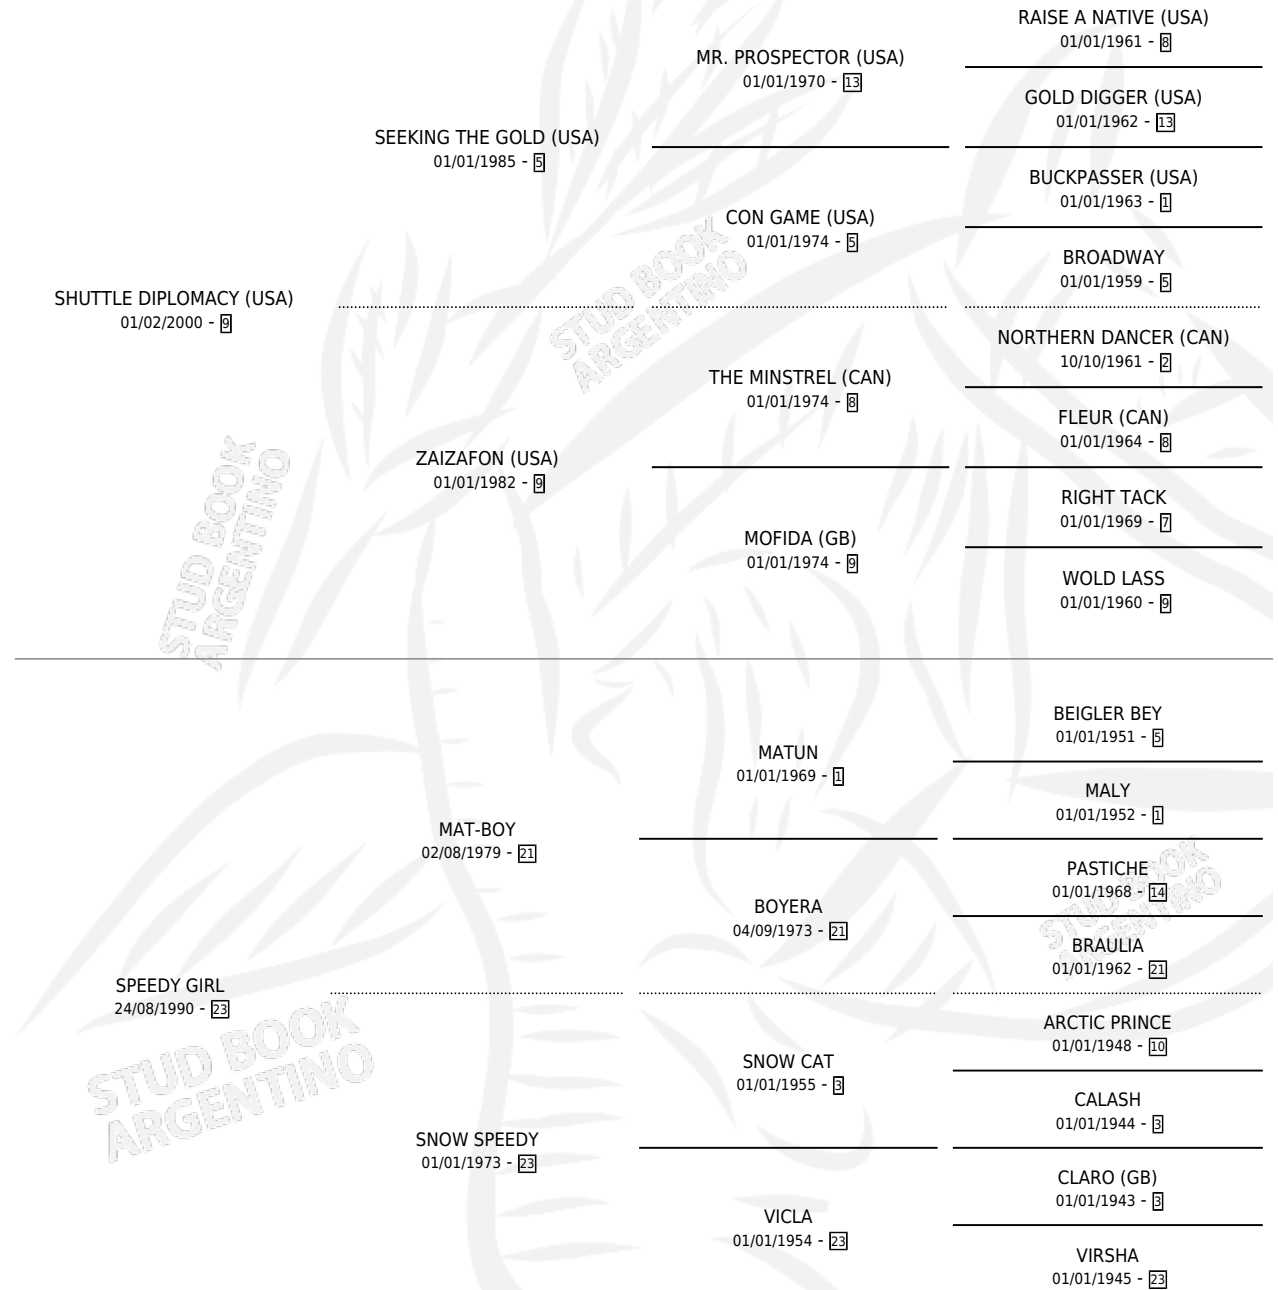 RAISE A NATIVE (USA)
01/01/1961 - 8
MR. PROSPECTOR (USA)
01/01/1970 - 13
GOLD DIGGER (USA)
01/01/1962 - 13
SEEKING THE GOLD (USA)
01/01/1985 - 5
BUCKPASSER (USA)
01/01/1963 - 1
CON GAME (USA)
01/01/1974 - 5
BROADWAY
01/01/1959 - 5
SHUTTLE DIPLOMACY (USA)
01/02/2000 - 9
NORTHERN DANCER (CAN)
10/10/1961 - 2
THE MINSTREL (CAN)
01/01/1974 - 8
FLEUR (CAN)
01/01/1964 - 8
ZAIZAFON (USA)
01/01/1982 - 9
RIGHT TACK
01/01/1969 - 7
MOFIDA (GB)
01/01/1974 - 9
WOLD LASS
01/01/1960 - 9
BEIGLER BEY
01/01/1951 - 5
MATUN
01/01/1969 - 1
MALY
01/01/1952 - 1
MAT-BOY
02/08/1979 - 21
PASTICHE
01/01/1968 - 14
BOYERA
04/09/1973 - 21
BRAULIA
01/01/1962 - 21
SPEEDY GIRL
24/08/1990 - 23
ARCTIC PRINCE
01/01/1948 - 10
SNOW CAT
01/01/1955 - 3
CALASH
01/01/1944 - 3
SNOW SPEEDY
01/01/1973 - 23
CLARO (GB)
01/01/1943 - 3
VICLA
01/01/1954 - 23
VIRSHA
01/01/1945 - 23
STUD BOOK
ARGENTINO
STUD BOOK
ARGENTINO
STUD BOOK
ARGENTINO
STUD BOOK
ARGENTINO